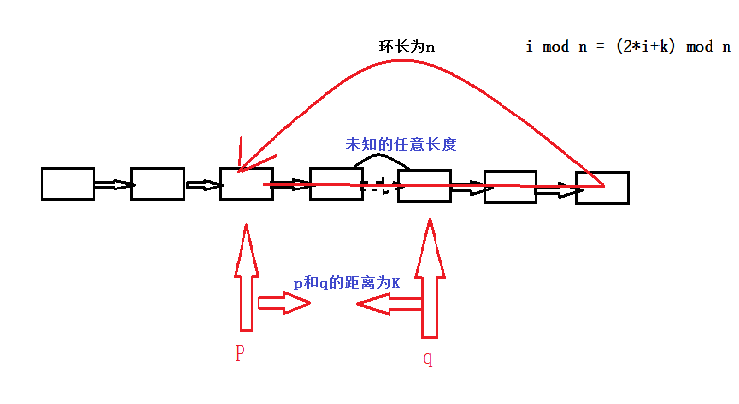 环长为n
i mod n = (2*i+k) mod n
未知的任意长度
p和q的距离为K
p
q